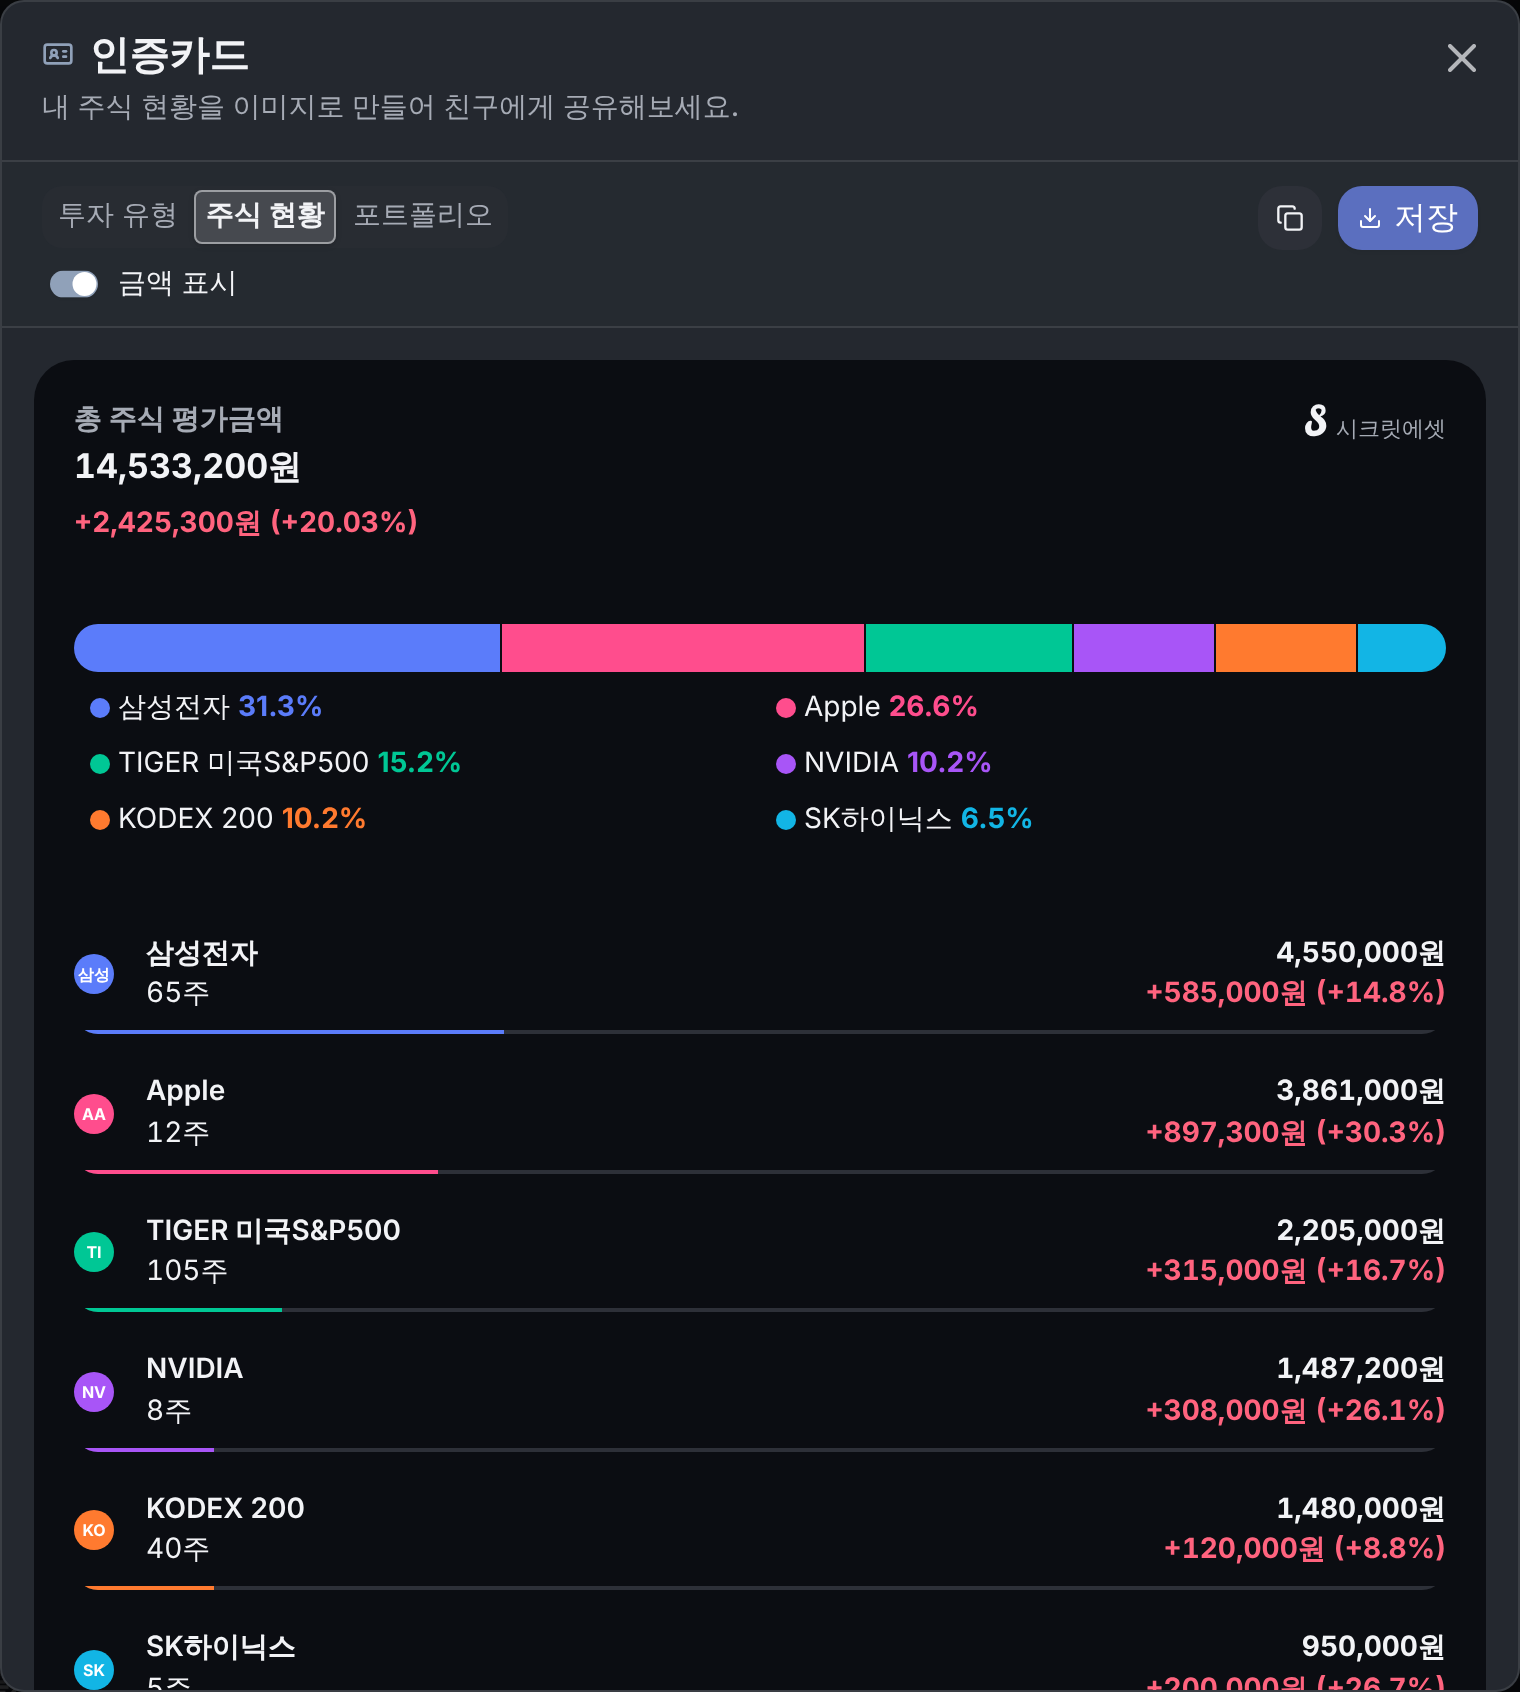 인증카드
내 주식 현황을 이미지로 만들어 친구에게 공유해보세요.
투자 유형 주식 현황 포트폴리오 저장
금액 표시
총 주식 평가금액
시크릿에셋
14,533,200원
+2,425,300원 (+20.03%)
삼성전자 31.3% Apple 26.6%
TIGER 미국S&P500 15.2% NVIDIA 10.2%
KODEX 200 10.2% SK하이닉스 6.5%
삼성
삼성전자 4,550,000원
65주 +585,000원 (+14.8%)
AA
Apple 3,861,000원
12주 +897,300원 (+30.3%)
TI
TIGER 미국S&P500 2,205,000원
105주 +315,000원 (+16.7%)
NV
NVIDIA 1,487,200원
8주 +308,000원 (+26.1%)
KO
KODEX 200 1,480,000원
40주 +120,000원 (+8.8%)
SK
SK하이닉스 950,000원
5주 +200,000원 (+26.7%)